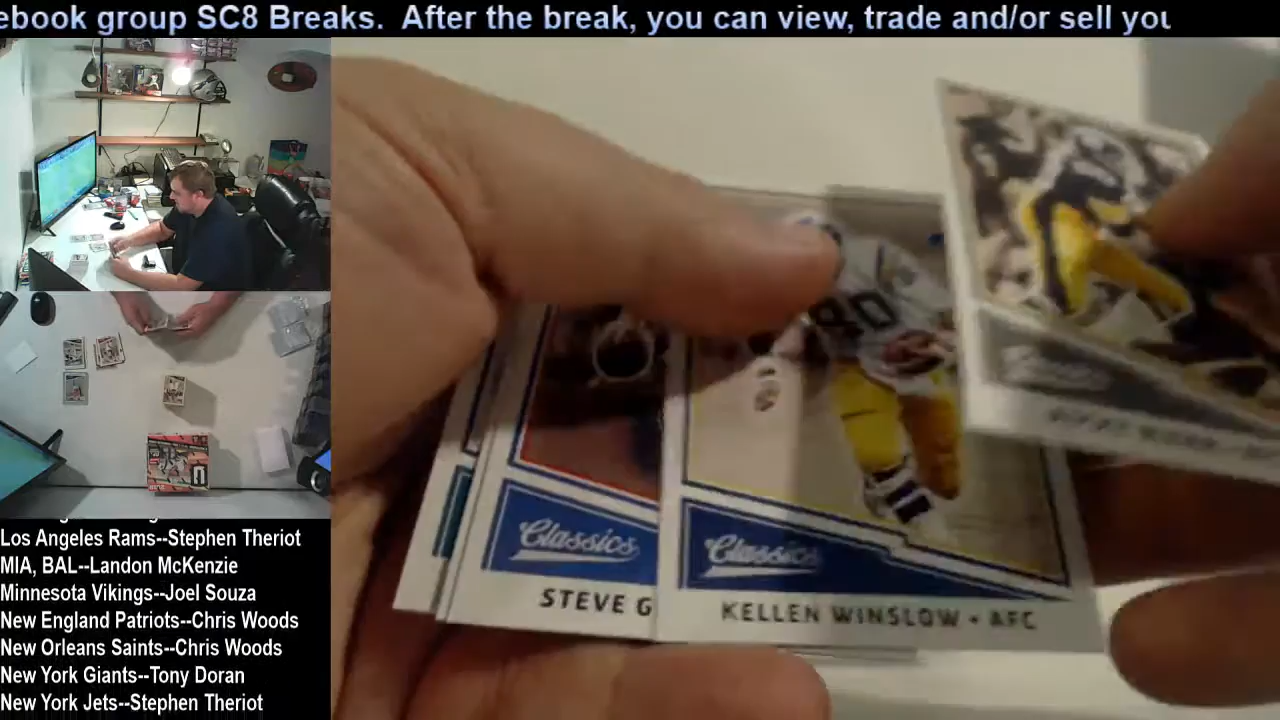 ebook group SC8 Breaks. After the break, you can view, trade and/or sell you
80
Classics
STEVE G
Classics
KELLEN WINSLOW • AFC
Classics
Los Angeles Rams--Stephen Theriot
MIA, BAL--Landon McKenzie
Minnesota Vikings--Joel Souza
New England Patriots--Chris Woods
New Orleans Saints--Chris Woods
New York Giants--Tony Doran
New York Jets--Stephen Theriot